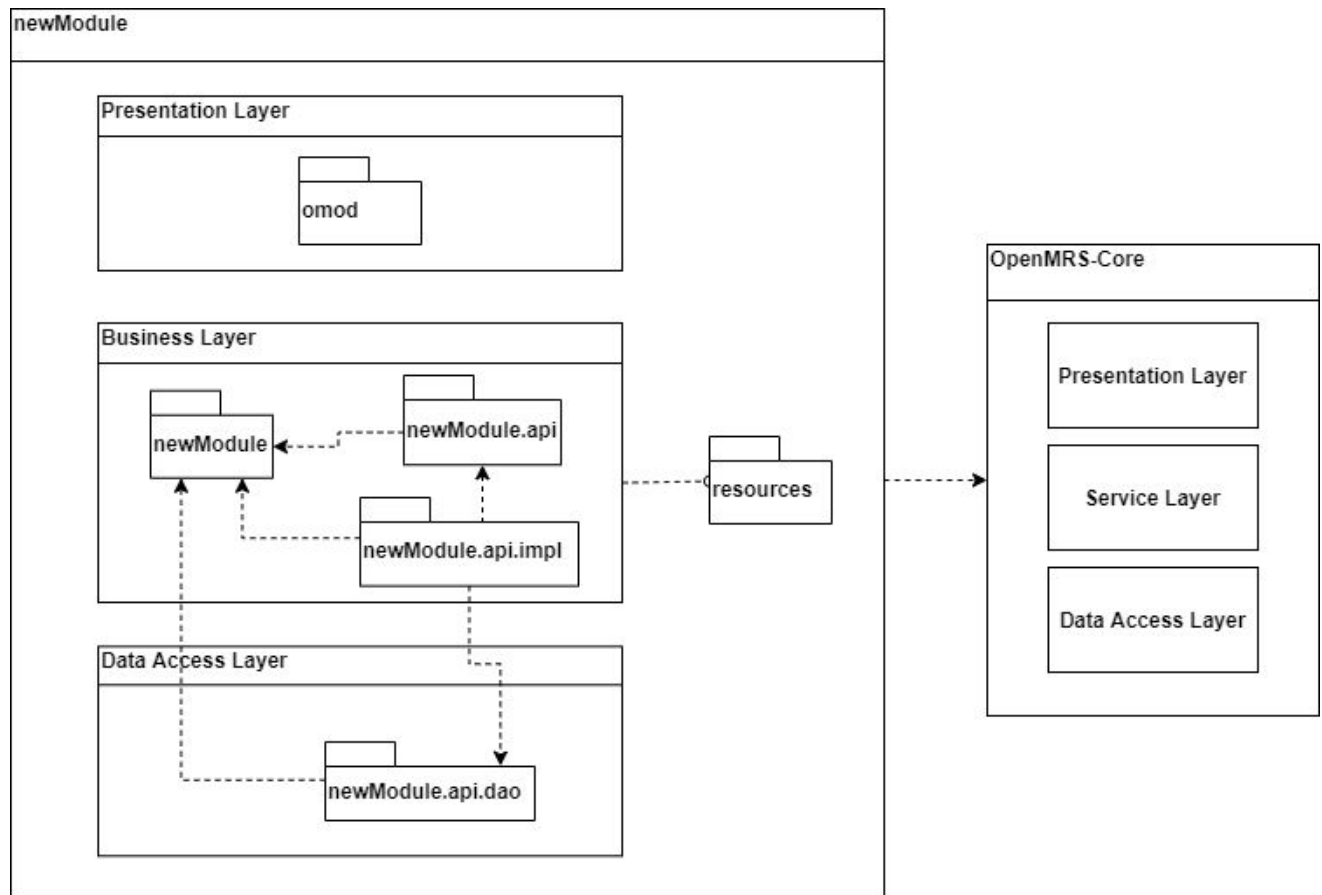 newModule
Presentation Layer
omod
Business Layer
newModule
newModule.api
newModule.api.impl
resources
Data Access Layer
newModule.api.dao
OpenMRS-Core
Presentation Layer
Service Layer
Data Access Layer